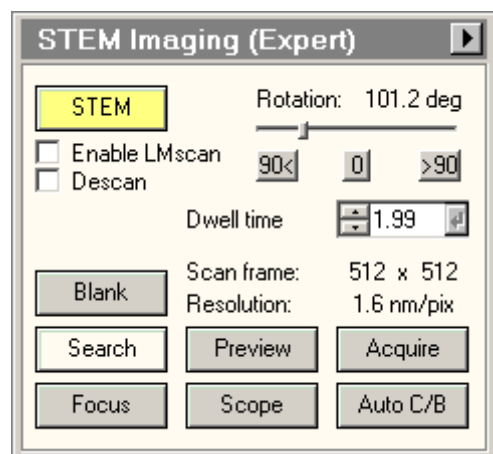 STEM Imaging (Expert)
STEM
Rotation: 101.2 deg
Enable LMscan
Descan
90<
0
>90
Dwell time
1.99
Scan frame: 512 x 512
Blank
Resolution: 1.6 nm/pix
Search
Preview
Acquire
Focus
Scope
Auto C/B